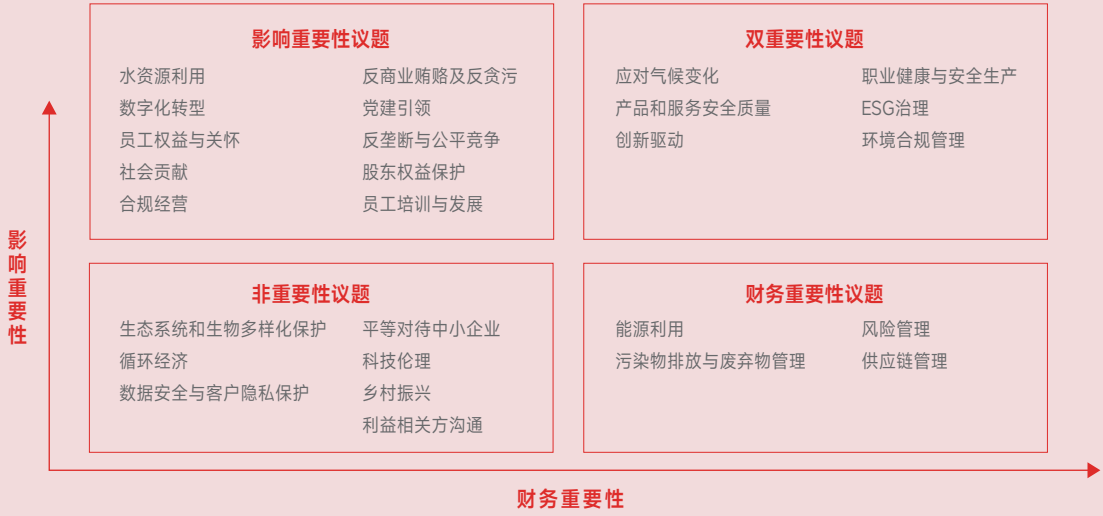 影响重要性
影响重要性议题
水资源利用
数字化转型
员工权益与关怀
社会贡献
合规经营
反商业贿赂及反贪污
党建引领
反垄断与公平竞争
股东权益保护
员工培训与发展
双重要性议题
应对气候变化
产品和服务安全质量
创新驱动
职业健康与安全生产
ESG治理
环境合规管理
非重要性议题
生态系统和生物多样化保护
循环经济
数据安全与客户隐私保护
平等对待中小企业
科技伦理
乡村振兴
利益相关方沟通
财务重要性议题
能源利用
污染物排放与废弃物管理
风险管理
供应链管理
财务重要性